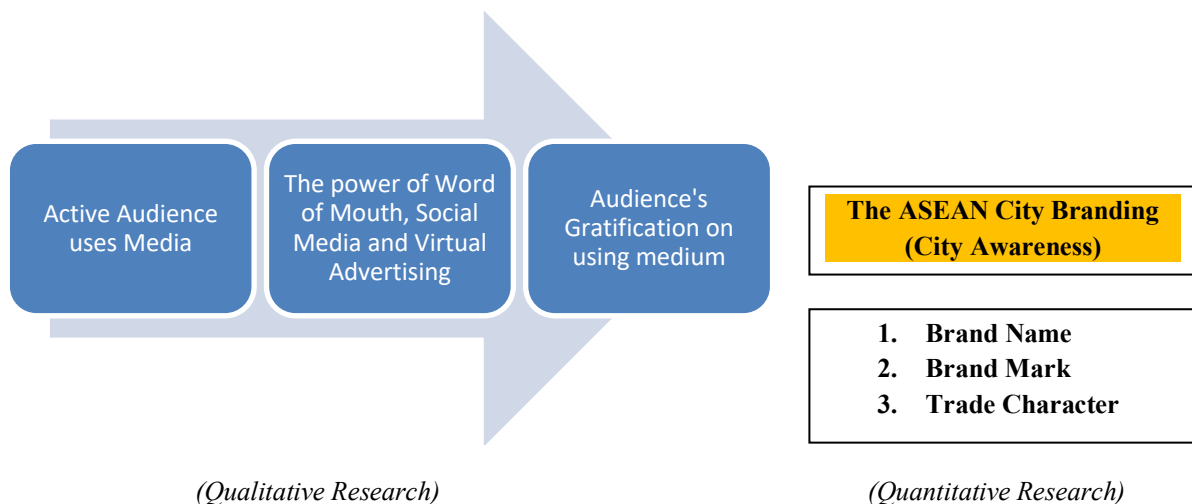 Active Audience
uses Media
The power of Word
of Mouth, Social
Media and Virtual
Advertising
Audience's
Gratification on
using medium
The ASEAN City Branding
(City Awareness)
1. Brand Name
2. Brand Mark
3. Trade Character
(Qualitative Research)
(Quantitative Research)